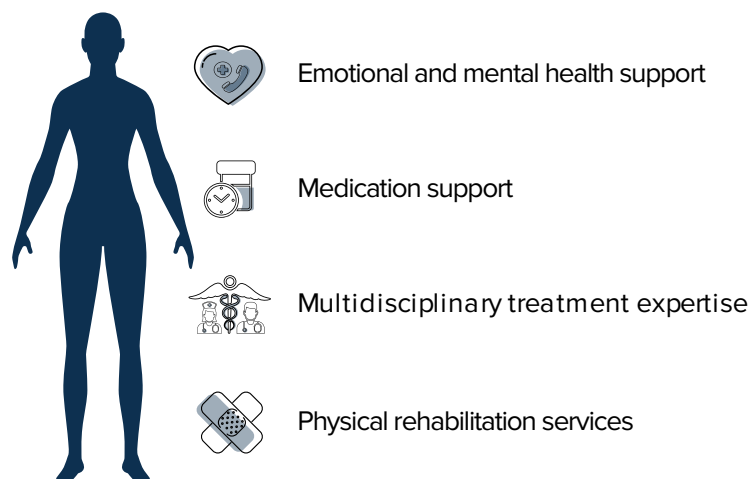 Emotional and mental health support
Medication support
Multidisciplinary treatment expertise
Physical rehabilitation services